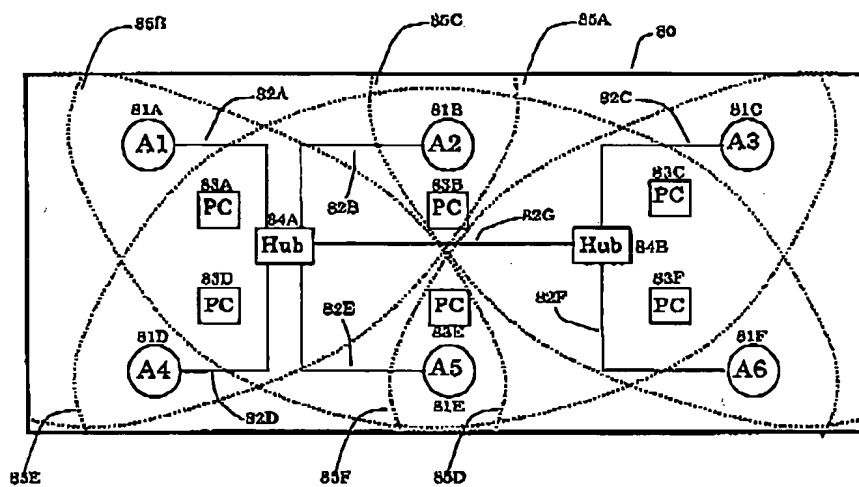 85B
85C
85A
80
81A
82A
81B
82C
81C
A1
A2
A3
83A
82B
83B
83C
PC
PC
PC
84A
82G
Hub
Hub
84B
83D
82E
82F
83F
PC
PC
PC
81D
83E
81F
A4
A5
A6
82D
81E
85E
85F
85D